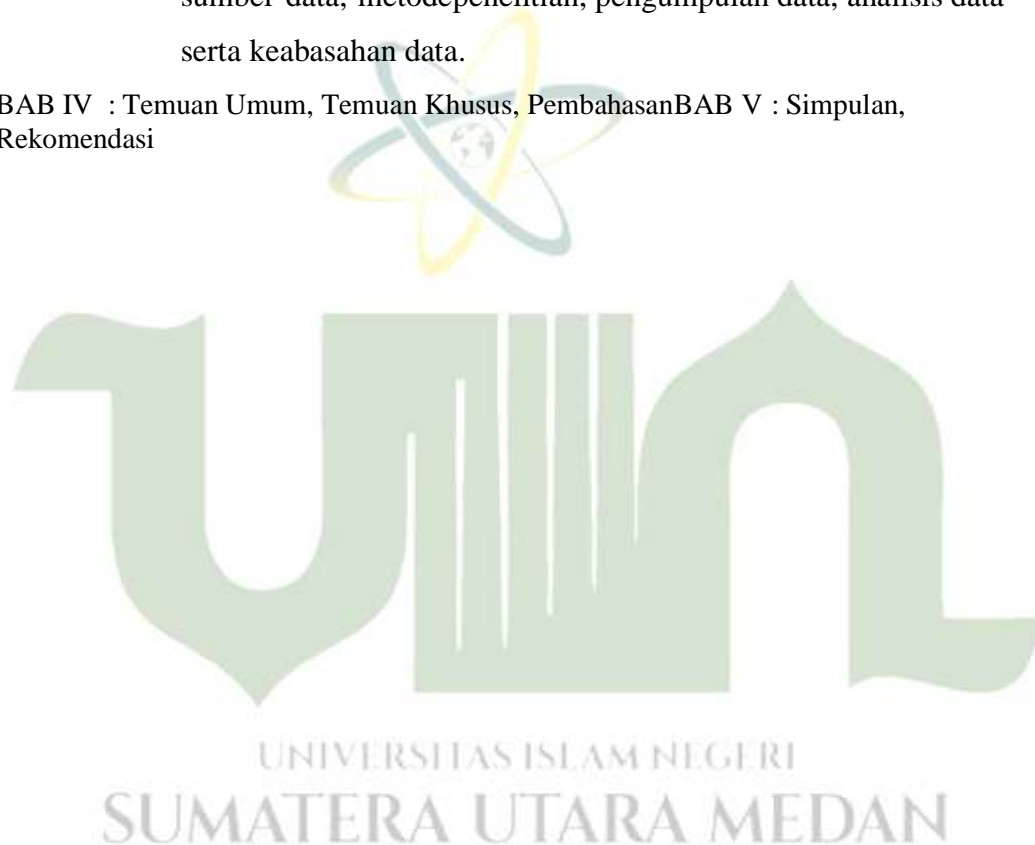 sumber data, metodepenelitian, pengumpulan data, analisis data
serta keabasahan data.
BAB IV : Temuan Umum, Temuan Khusus, PembahasanBAB V : Simpulan,
Rekomendasi
UIN
UNIVERSITAS ISLAM NEGERI
SUMATERA UTARA MEDAN